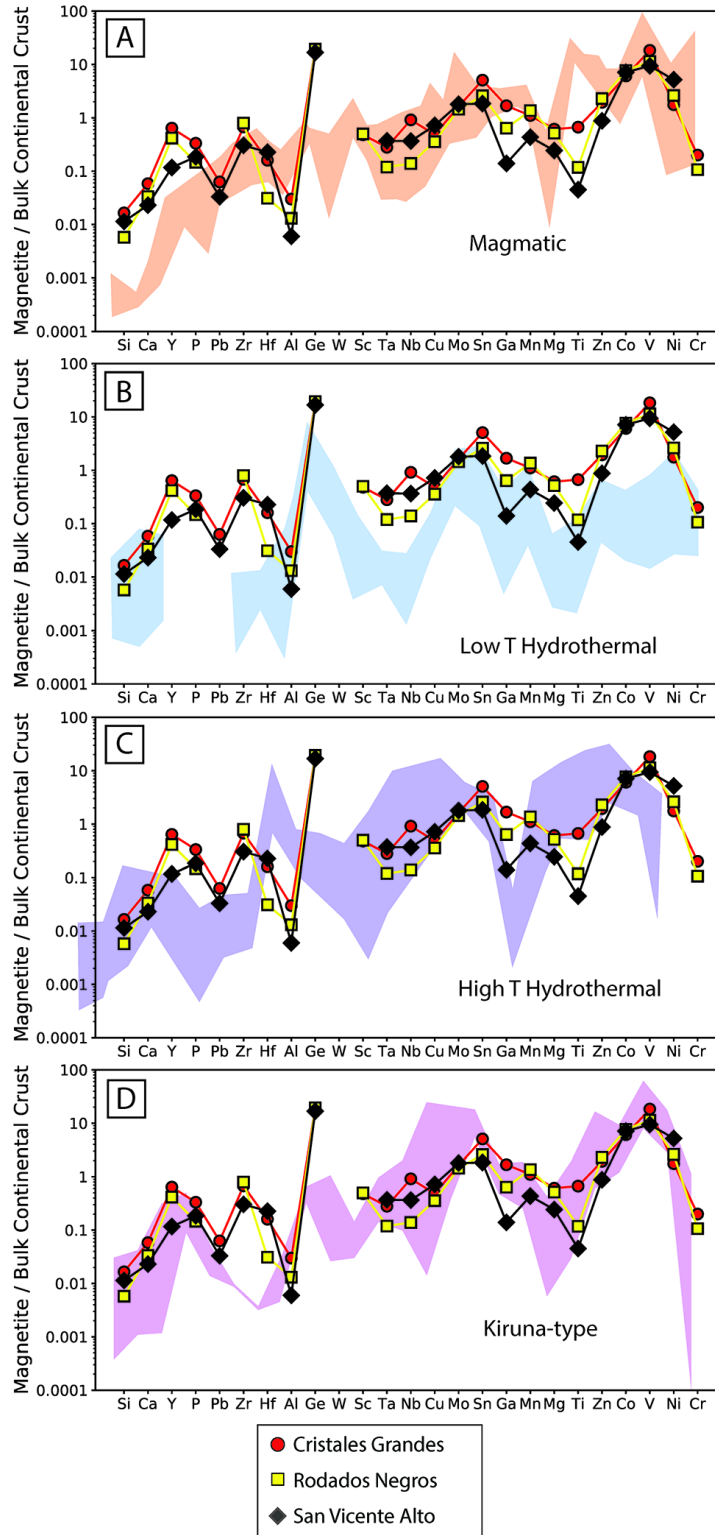 A
Magnetite / Bulk Continental Crust
100
10
1
0.1
0.01
0.001
0.0001
Magmatic
Si Ca Y P Pb Zr Hf Al Ge W Sc Ta Nb Cu Mo Sn Ga Mn Mg Ti Zn Co V Ni Cr
B
Magnetite / Bulk Continental Crust
100
10
1
0.1
0.01
0.001
0.0001
Low T Hydrothermal
Si Ca Y P Pb Zr Hf Al Ge W Sc Ta Nb Cu Mo Sn Ga Mn Mg Ti Zn Co V Ni Cr
C
Magnetite / Bulk Continental Crust
100
10
1
0.1
0.01
0.001
0.0001
High T Hydrothermal
Si Ca Y P Pb Zr Hf Al Ge W Sc Ta Nb Cu Mo Sn Ga Mn Mg Ti Zn Co V Ni Cr
D
Magnetite / Bulk Continental Crust
100
10
1
0.1
0.01
0.001
0.0001
Kiruna-type
Si Ca Y P Pb Zr Hf Al Ge W Sc Ta Nb Cu Mo Sn Ga Mn Mg Ti Zn Co V Ni Cr
Cristales Grandes
Rodados Negros
San Vicente Alto